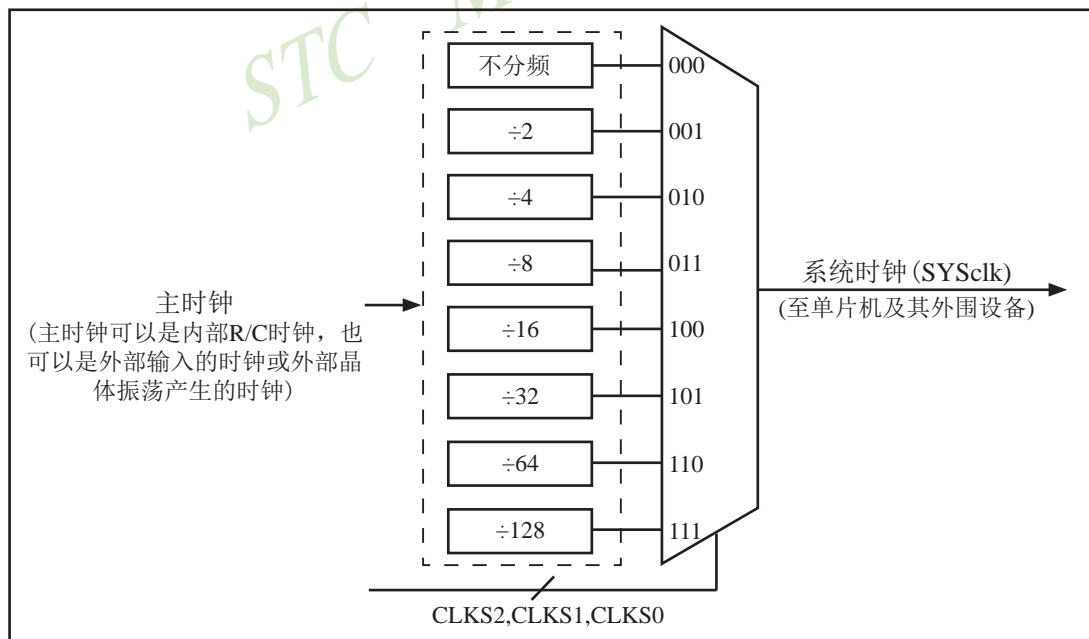 STC
不分频
000
÷2
001
÷4
010
÷8
011
÷16
100
÷32
101
÷64
110
÷128
111
主时钟
(主时钟可以是内部R/C时钟，也
可以是外部输入的时钟或外部晶
体振荡产生的时钟)
系统时钟(SYSclk)
(至单片机及其外围设备)
CLKS2,CLKS1,CLKS0